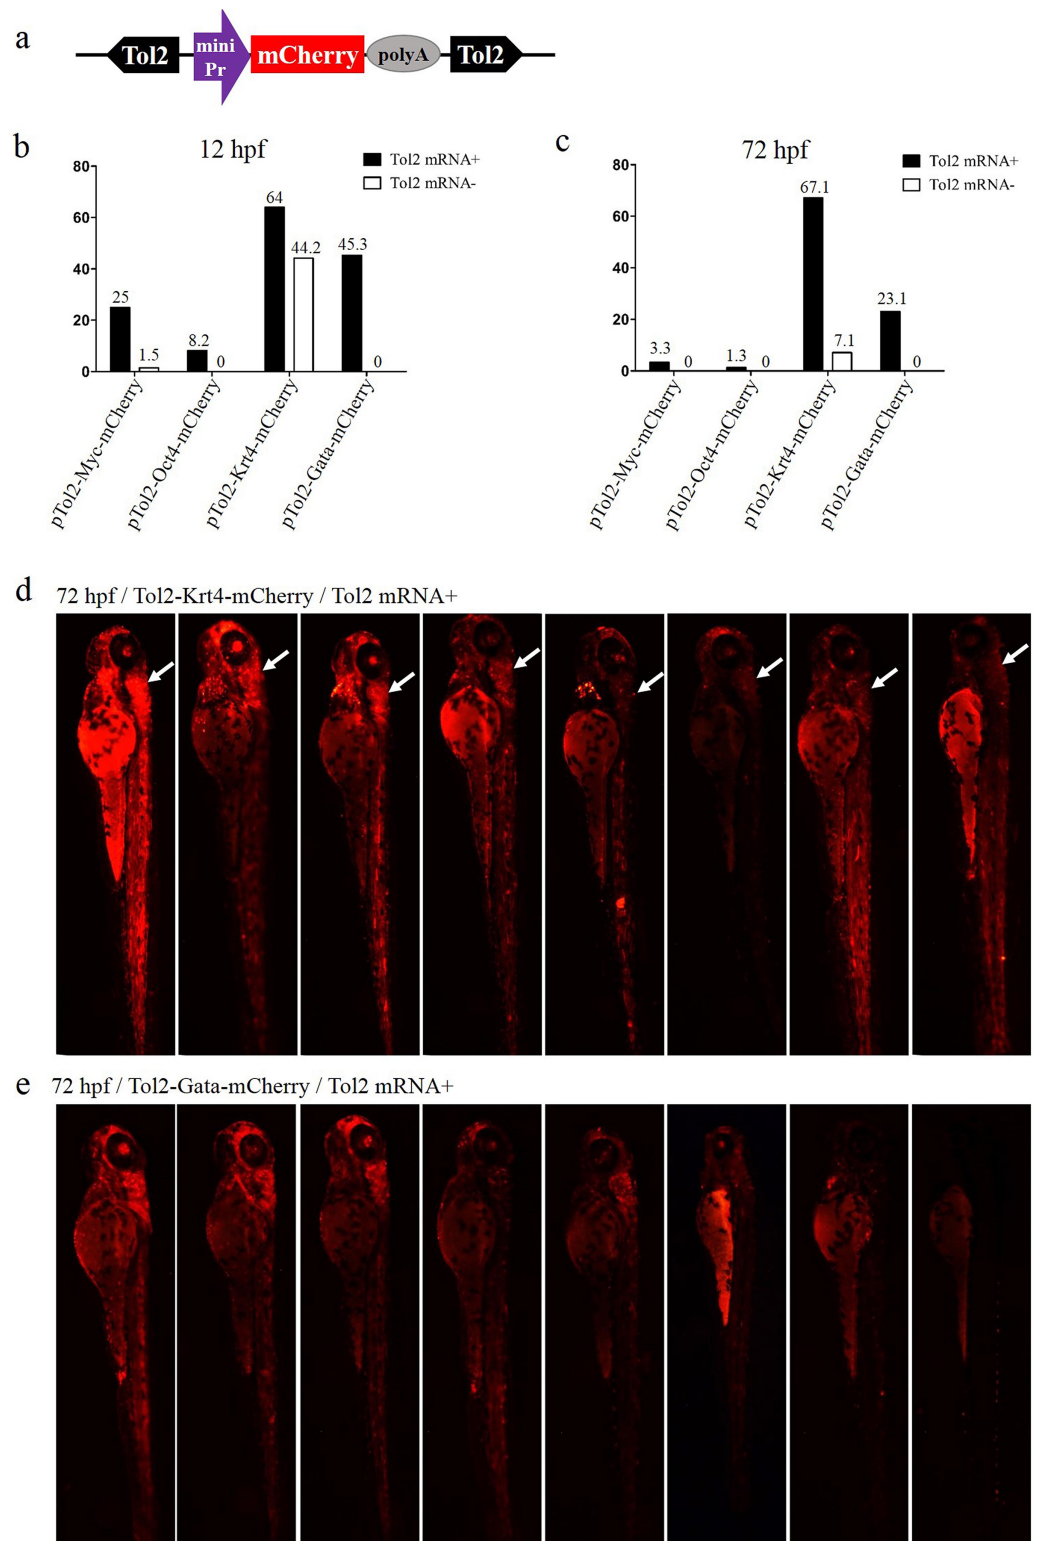 a
Tol2
mini
Pr
mCherry
polyA
Tol2
b
12 hpf
Tol2 mRNA+
Tol2 mRNA-
80
60
40
20
0
25
1.5
8.2
0
64
44.2
45.3
0
pTol2-Myc-mCherry
pTol2-Oct4-mCherry
pTol2-Krt4-mCherry
pTol2-Gata-mCherry
c
72 hpf
Tol2 mRNA+
Tol2 mRNA-
80
60
40
20
0
3.3
0
1.3
0
67.1
7.1
23.1
0
pTol2-Myc-mCherry
pTol2-Oct4-mCherry
pTol2-Krt4-mCherry
pTol2-Gata-mCherry
d
72 hpf / Tol2-Krt4-mCherry / Tol2 mRNA+
e
72 hpf / Tol2-Gata-mCherry / Tol2 mRNA+